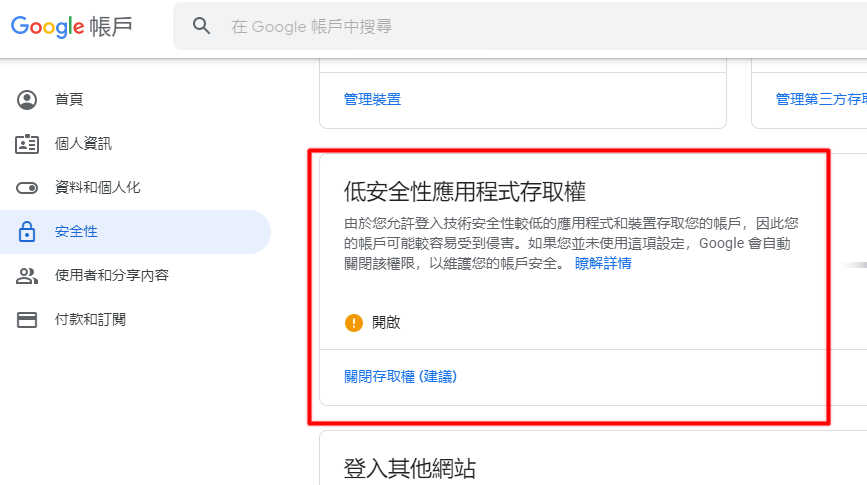 Google 帳戶
在 Google 帳戶中搜尋
首頁
個人資訊
資料和個人化
安全性
使用者和分享內容
付款和訂閱
管理裝置
管理第三方存取
低安全性應用程式存取權
由於您允許登入技術安全性較低的應用程式和裝置存取您的帳戶，因此您
的帳戶可能較容易受到侵害。如果您並未使用這項設定，Google 會自動
關閉該權限，以維護您的帳戶安全。 瞭解詳情
開啟
關閉存取權 (建議)
登入其他網站